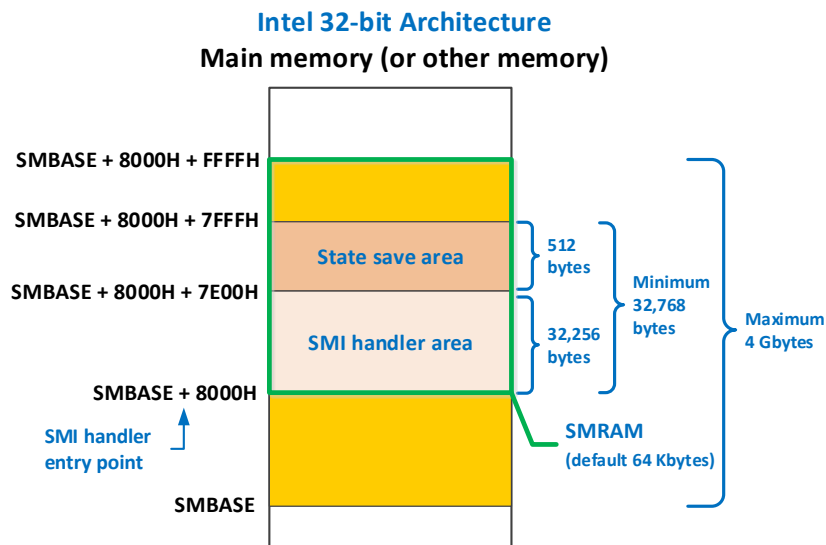 Intel 32-bit Architecture
Main memory (or other memory)
SMBASE + 8000H + FFFFH
SMBASE + 8000H + 7FFFH
State save area
512
bytes
SMBASE + 8000H + 7E00H
Minimum
32,768
bytes
SMI handler area
32,256
bytes
Maximum
4 Gbytes
SMBASE + 8000H
SMI handler
entry point
SMRAM
(default 64 Kbytes)
SMBASE